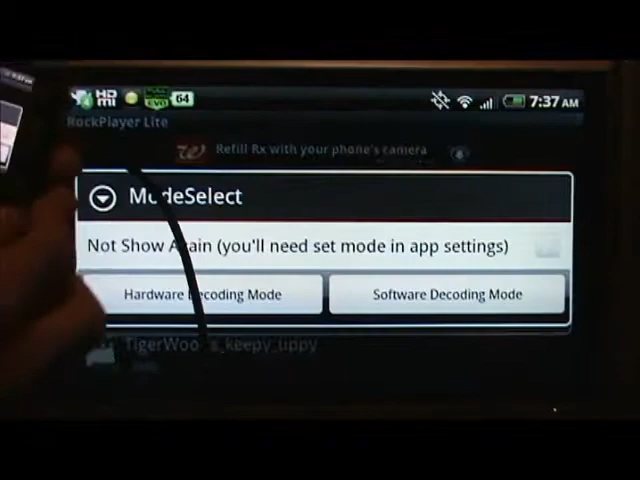 HD MI EVO 64 7:37 AM
RockPlayer Lite
Refill Rx with your phone's camera
ModeSelect
Not Show Again (you'll need set mode in app settings)
Hardware Decoding Mode Software Decoding Mode
TigerWoods_keepy_uppy